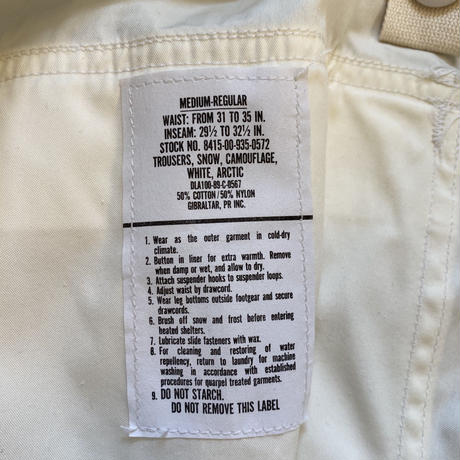 MEDIUM-REGULAR
WAIST: FROM 31 TO 35 IN.
INSEAM: 29½ TO 32½ IN.
STOCK NO. 8415-00-935-0572
TROUSERS, SNOW, CAMOUFLAGE,
WHITE, ARCTIC
DLA100-89-C-0567
50% COTTON/50% NYLON
GIBRALTAR, PR INC.
1. Wear as the outer garment in cold-dry
climate.
2. Button in liner for extra warmth. Remove
when damp or wet, and allow to dry.
3. Attach suspender hooks to suspender loops.
4. Adjust waist by drawcord.
5. Wear leg bottoms outside footgear and secure
drawcords.
6. Brush off snow and frost before entering
heated shelters.
7. Lubricate slide fasteners with wax.
8. For cleaning and restoring of water
repellency, return to laundry for machine
washing in accordance with established
procedures for quarpel treated garments.
9. DO NOT STARCH.
DO NOT REMOVE THIS LABEL